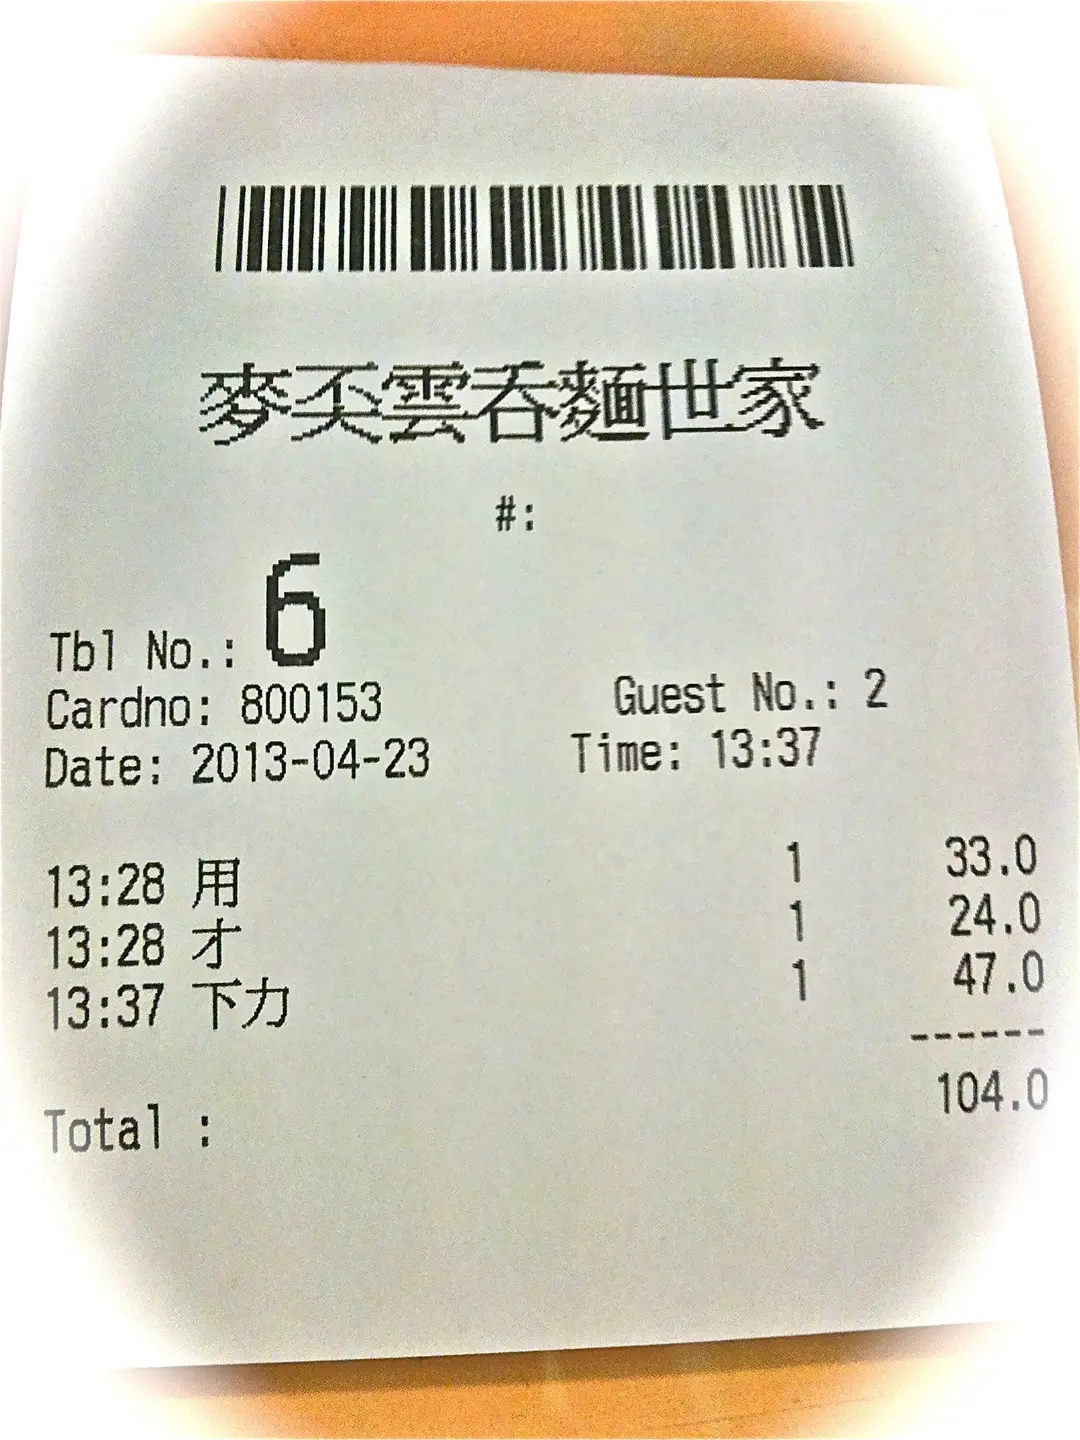 麥奀雲吞麵世家
#:
Tbl No.: 6
Cardno: 800153 Guest No.: 2
Date: 2013-04-23 Time: 13:37
13:28 用 1 33.0
13:28 才 1 24.0
13:37 下力 1 47.0
------
104.0
Total :